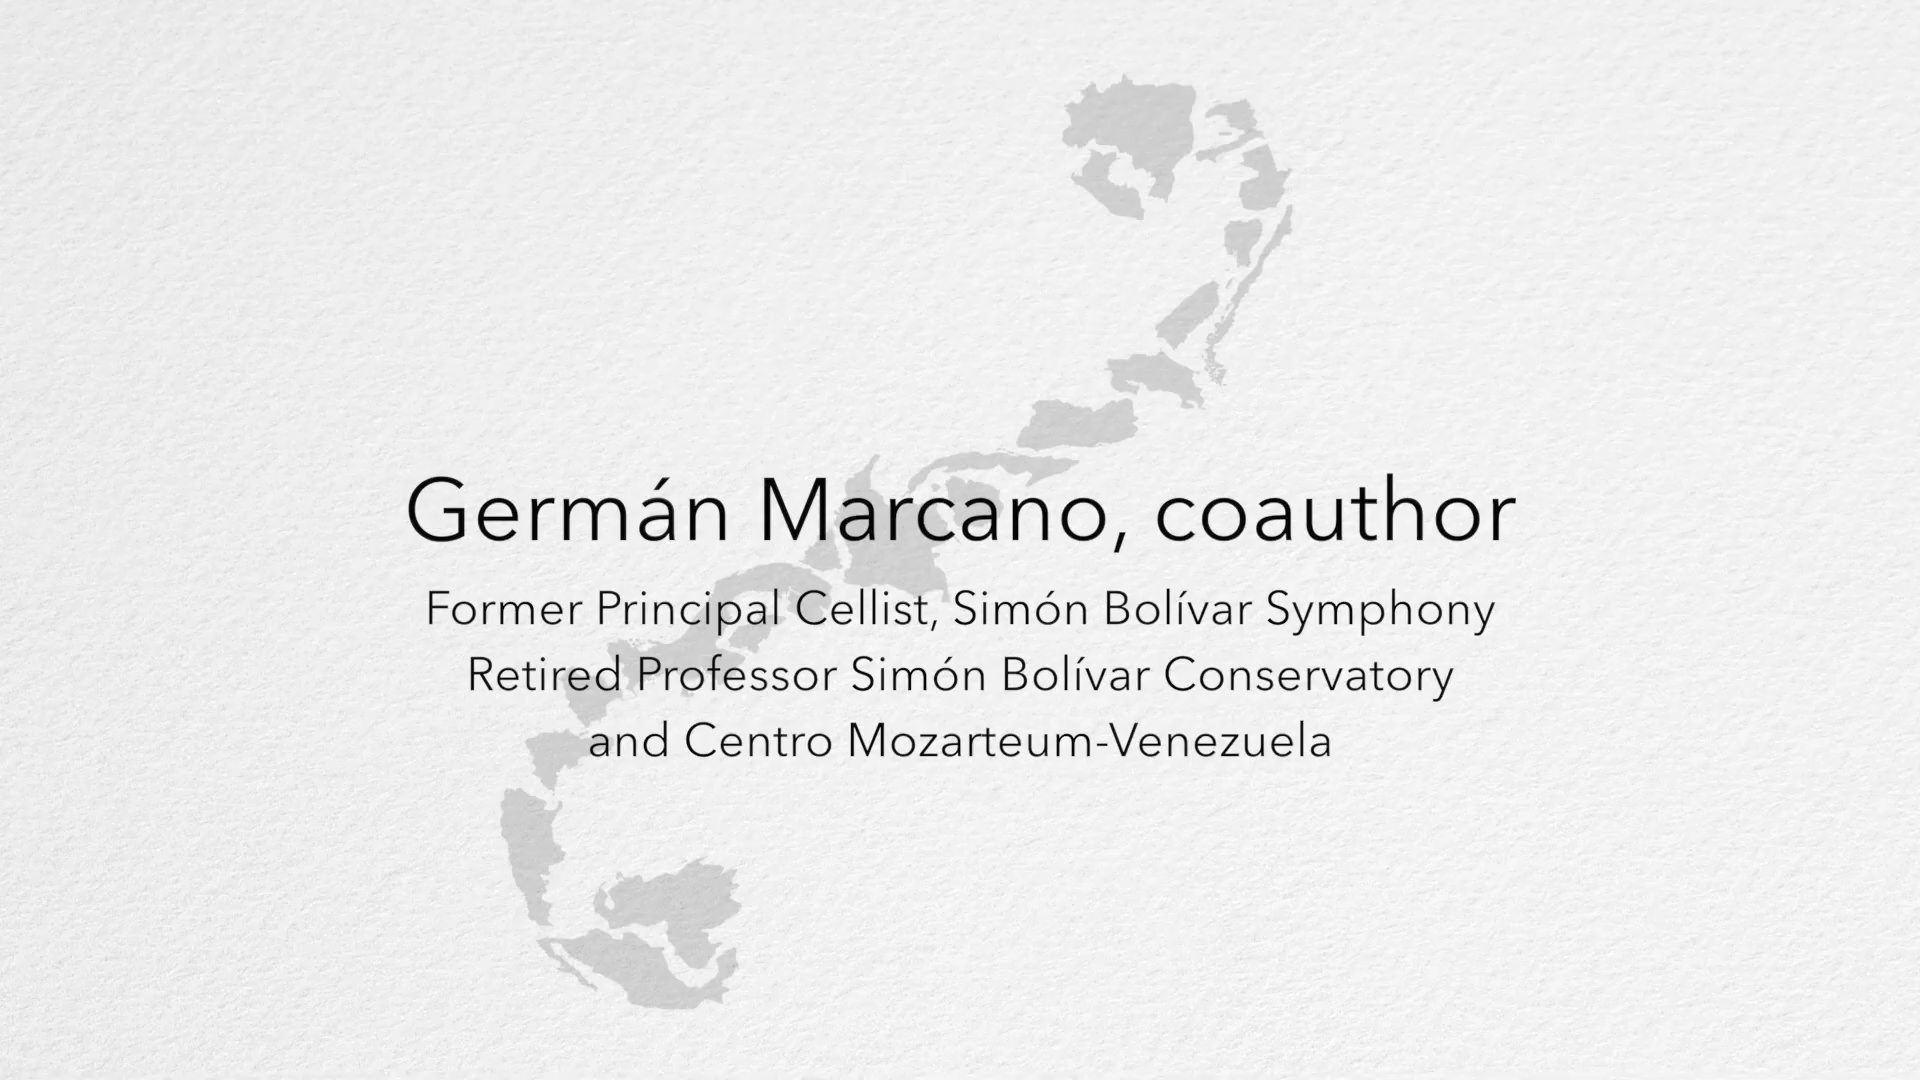 Germán Marcano, coauthor
Former Principal Cellist, Simón Bolívar Symphony
Retired Professor Simón Bolívar Conservatory
and Centro Mozarteum-Venezuela